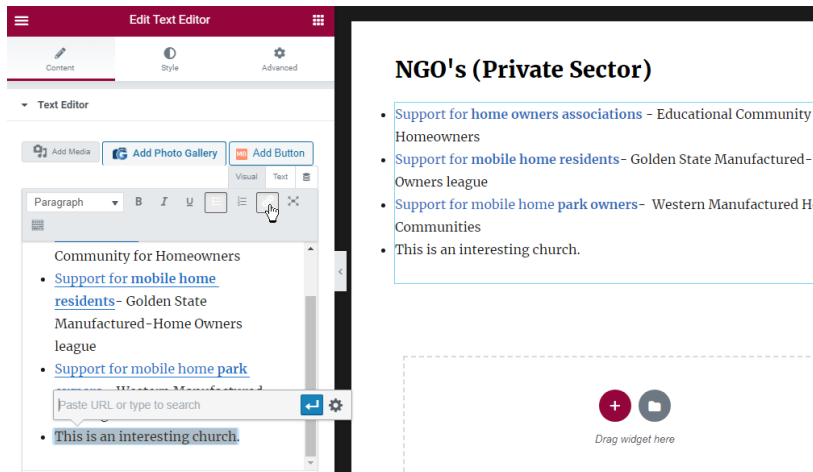 Edit Text Editor
Content
Style
Advanced
Text Editor
Add Media
Add Photo Gallery
Add Button
Visual
Text
Paragraph
B
I
U
Community for Homeowners
Support for mobile home
residents- Golden State
Manufactured-Home Owners
league
Support for mobile home park
Paste URL or type to search
This is an interesting church.
NGO's (Private Sector)
Support for home owners associations - Educational Community
Homeowners
Support for mobile home residents- Golden State Manufactured-
Owners league
Support for mobile home park owners- Western Manufactured
Communities
This is an interesting church.
Drag widget here